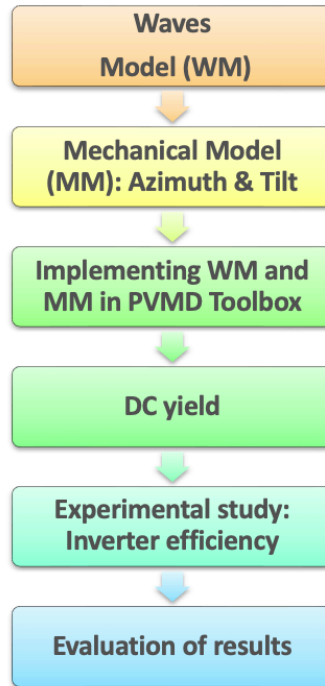 Waves
Model (WM)
Mechanical Model
(MM): Azimuth & Tilt
Implementing WM and
MM in PVMD Toolbox
DC yield
Experimental study:
Inverter efficiency
Evaluation of results